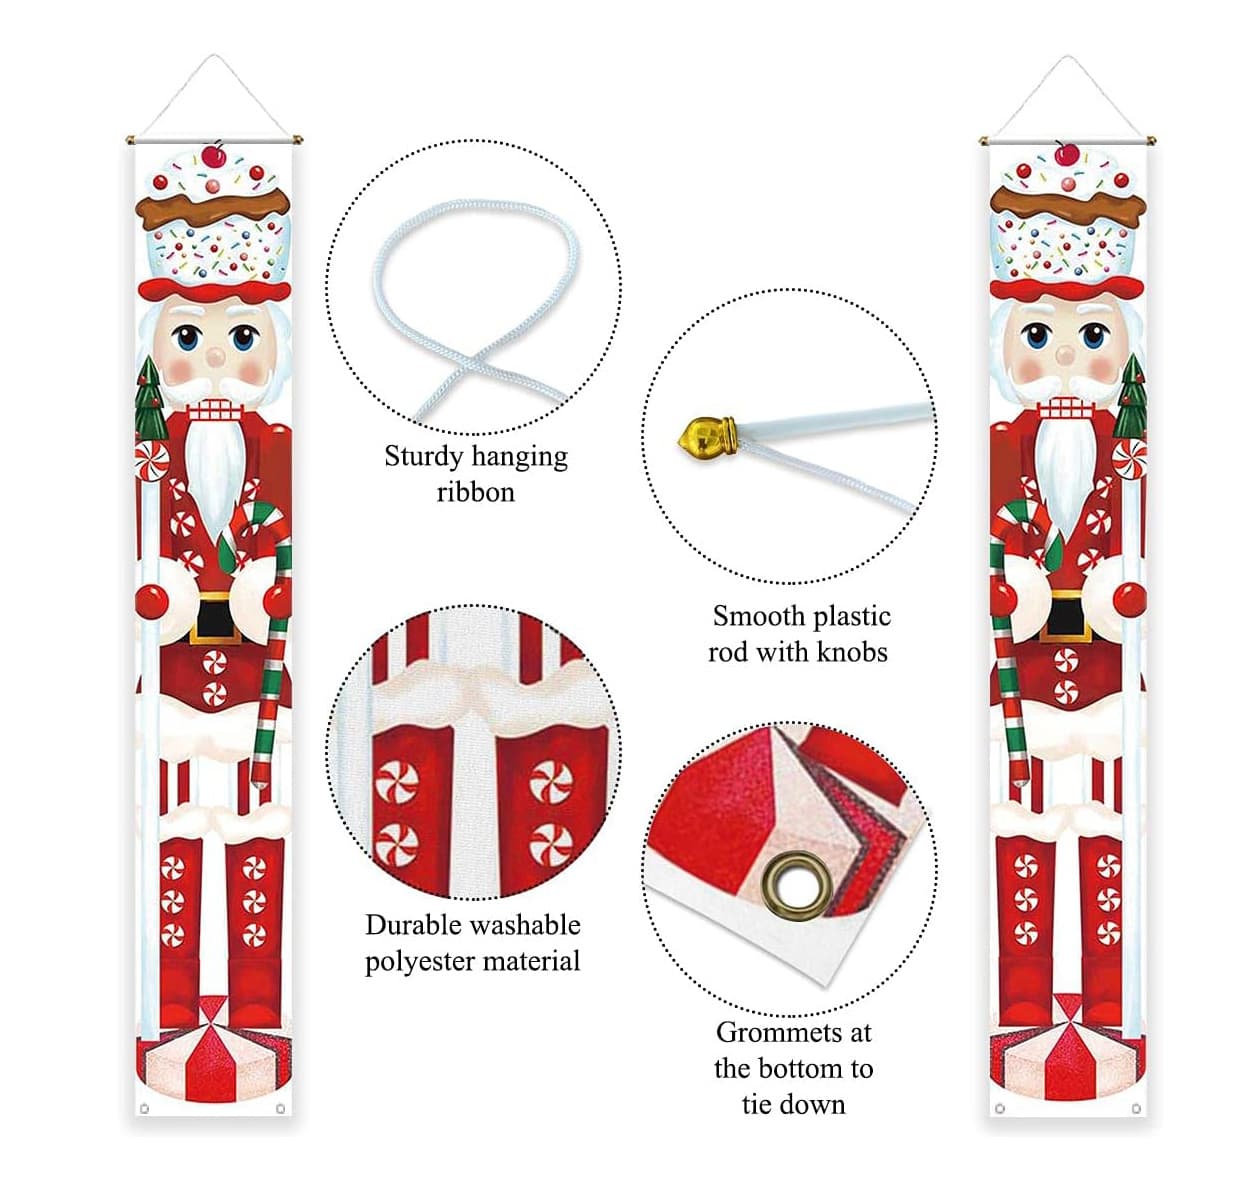 Sturdy hanging
ribbon
Smooth plastic
rod with knobs
Durable washable
polyester material
Grommets at
the bottom to
tie down